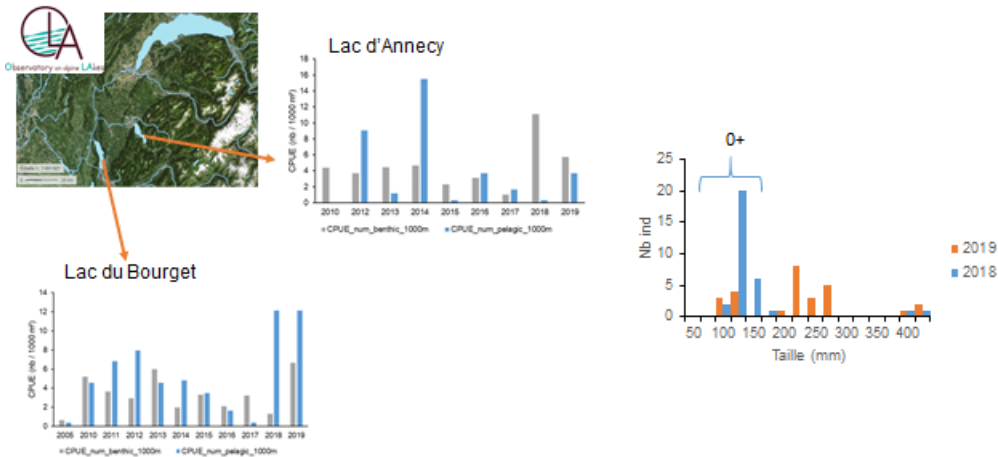 OLA
Observatory on alpine LAkes
Lac d'Annecy
CPUE (nb / 1000 m²)
18
16
14
12
10
8
6
4
2
0
2010 2012 2013 2014 2015 2016 2017 2018 2019
CPUE_num_benthic_1000m CPUE_num_pelagic_1000m
Lac du Bourget
CPUE (nb / 1000 m²)
14
12
10
8
6
4
2
0
2005 2010 2011 2012 2013 2014 2015 2016 2017 2018 2019
CPUE_num_benthic_1000m CPUE_num_pelagic_1000m
0+
Nb ind
25
20
15
10
5
0
50 100 150 200 250 300 350 400
Taille (mm)
2019
2018